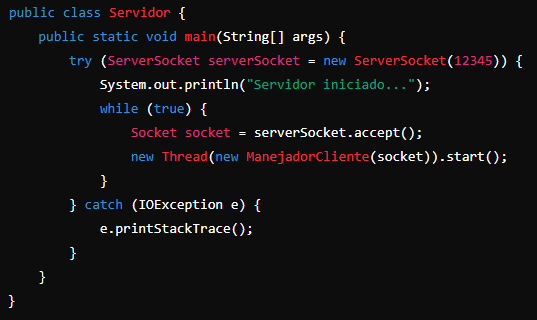 public class Servidor {
    public static void main(String[] args) {
        try (ServerSocket serverSocket = new ServerSocket(12345)) {
            System.out.println("Servidor iniciado...");
            while (true) {
                Socket socket = serverSocket.accept();
                new Thread(new ManejadorCliente(socket)).start();
            }
        } catch (IOException e) {
            e.printStackTrace();
        }
    }
}